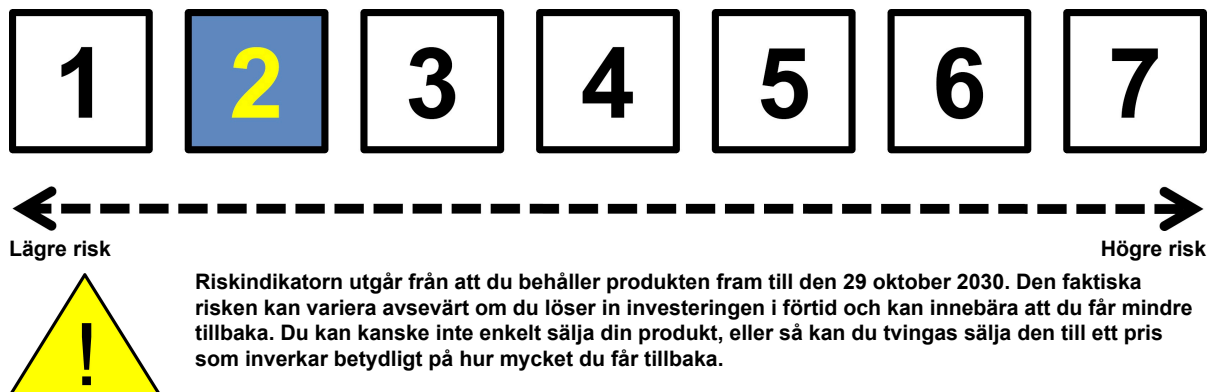 1 2 3 4 5 6 7
Lägre risk Högre risk
Riskindikatorn utgår från att du behåller produkten fram till den 29 oktober 2030. Den faktiska
risken kan variera avsevärt om du löser in investeringen i förtid och kan innebära att du får mindre
tillbaka. Du kan kanske inte enkelt sälja din produkt, eller så kan du tvingas sälja den till ett pris
som inverkar betydligt på hur mycket du får tillbaka.
!